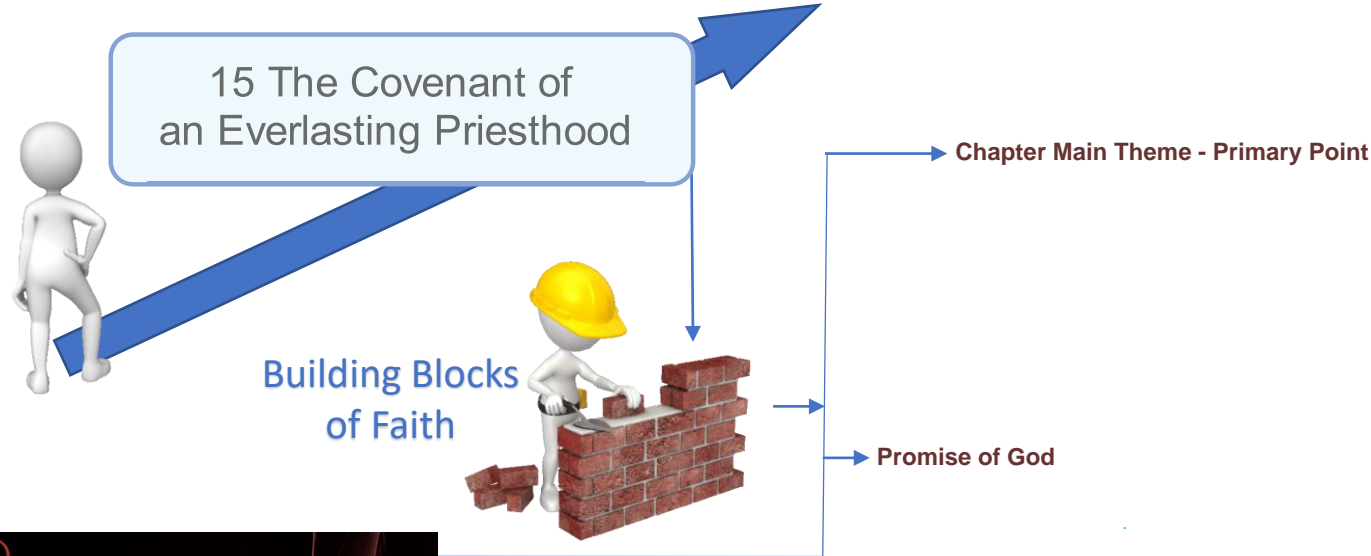 15 The Covenant of
an Everlasting Priesthood
Chapter Main Theme - Primary Point
Building Blocks
of Faith
Promise of God